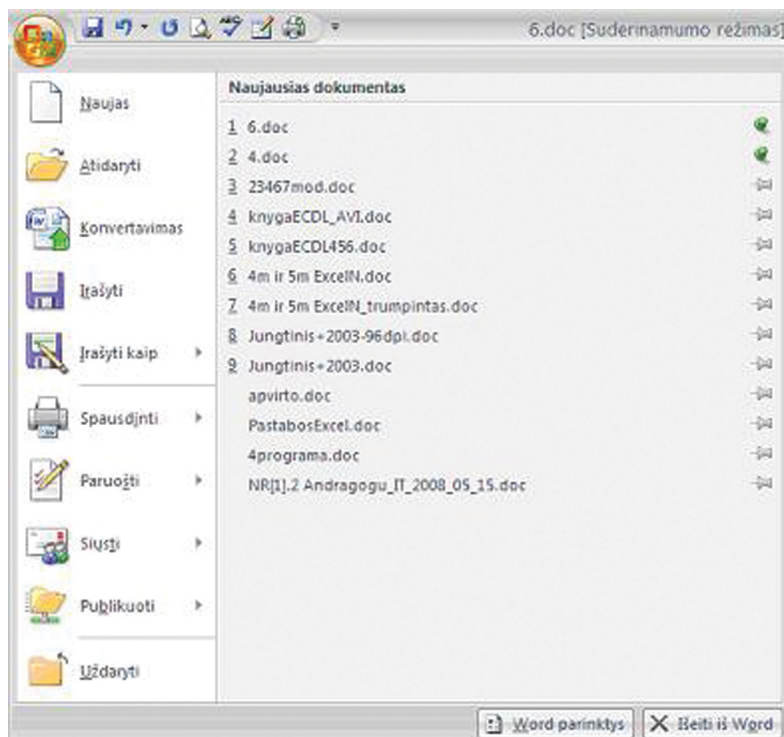 6.doc [Suderinamumo režimas]
Naujas
Atidaryti
Konvertavimas
Įrašyti
Įrašyti kaip
Spausdinti
Paruošti
Siųsti
Publikuoti
Uždaryti
Naujausias dokumentas
1 6.doc
2 4.doc
3 23467mod.doc
4 knygaECDL_AVI.doc
5 knygaECDL456.doc
6 4m ir 5m ExcelN.doc
7 4m ir 5m ExcelN_trumpintas.doc
8 Jungtinis+2003-96dpi.doc
9 Jungtinis+2003.doc
apvirto.doc
PastabosExcel.doc
4programa.doc
NR[1].2 Andragogu_IT_2008_05_15.doc
Word parinktys
Išeiti iš Word